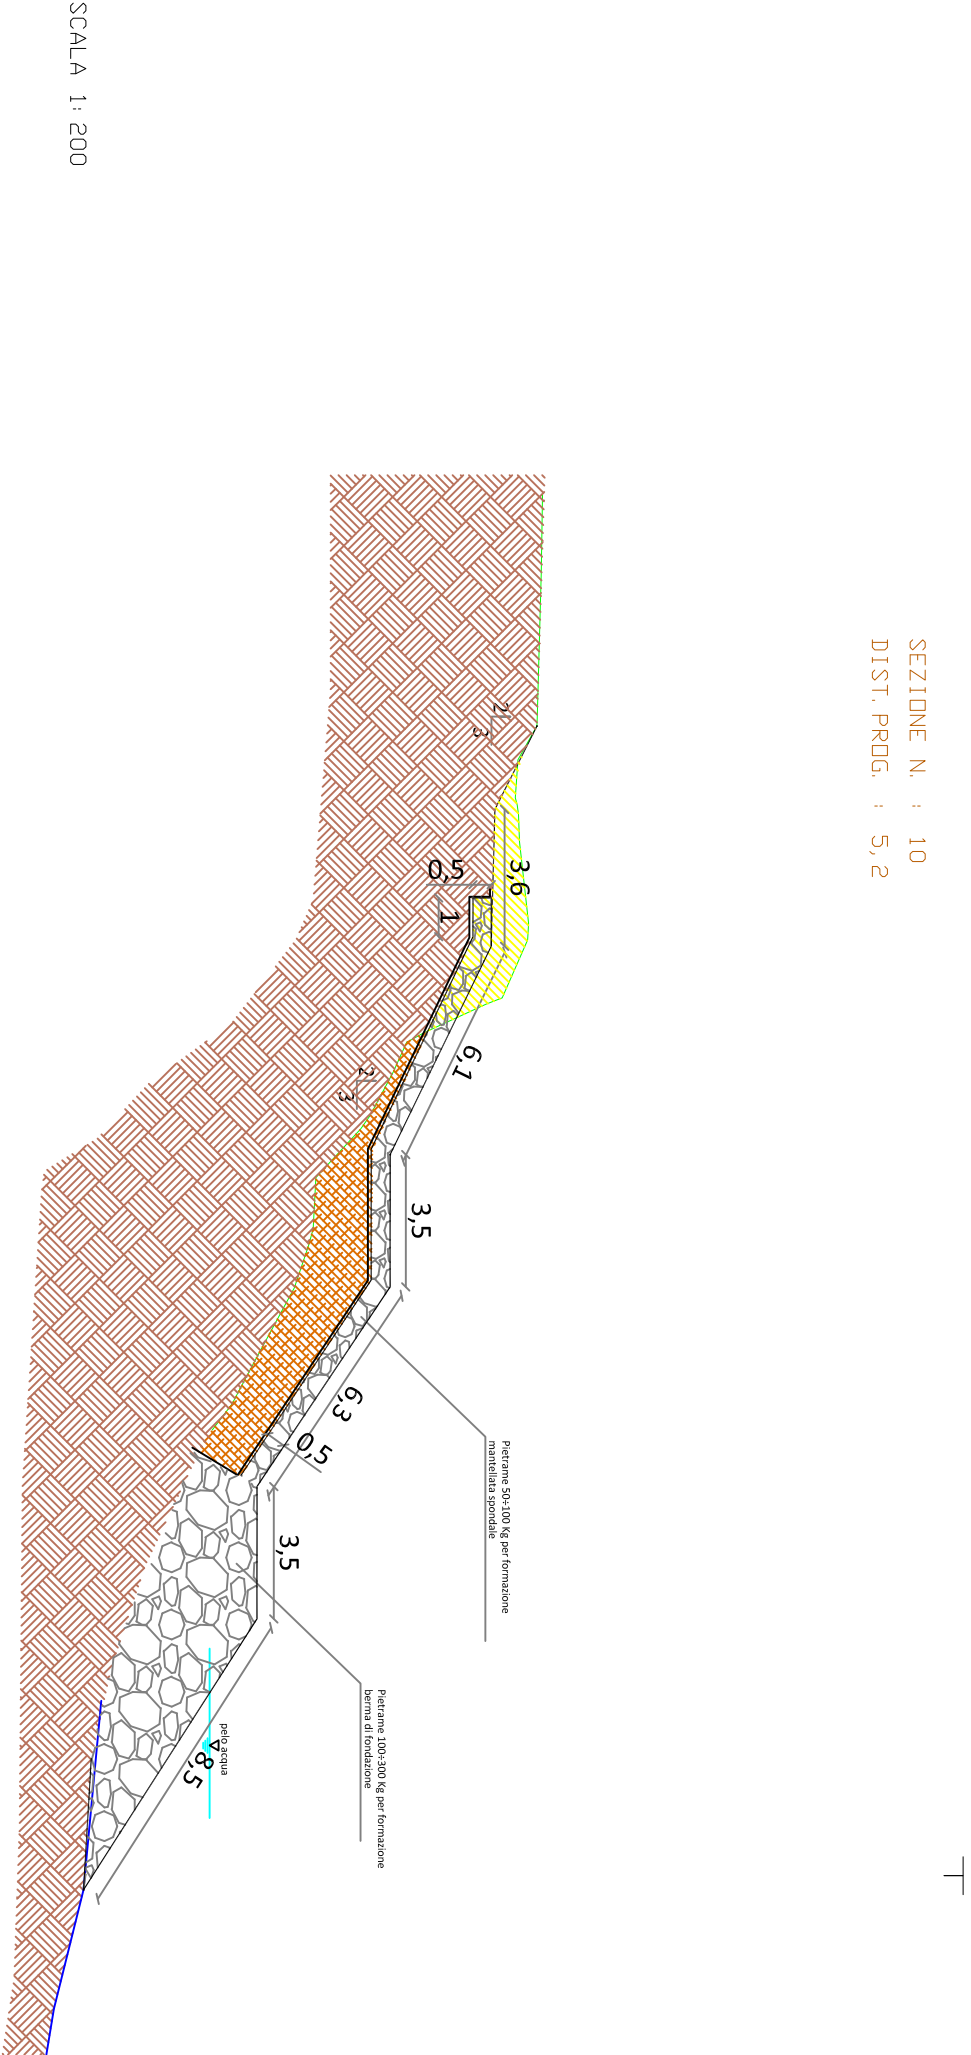 SEZIONE N. : 10
DIST. PROG. : 5,2
2
3
3,6
0,5
1
6,1
2
3
3,5
6,3
0,5
Pietrame 50÷100 Kg per formazione
mantellata spondale
3,5
Pietrame 100÷300 Kg per formazione
berma di fondazione
pelo acqua
8,5
SCALA 1: 200